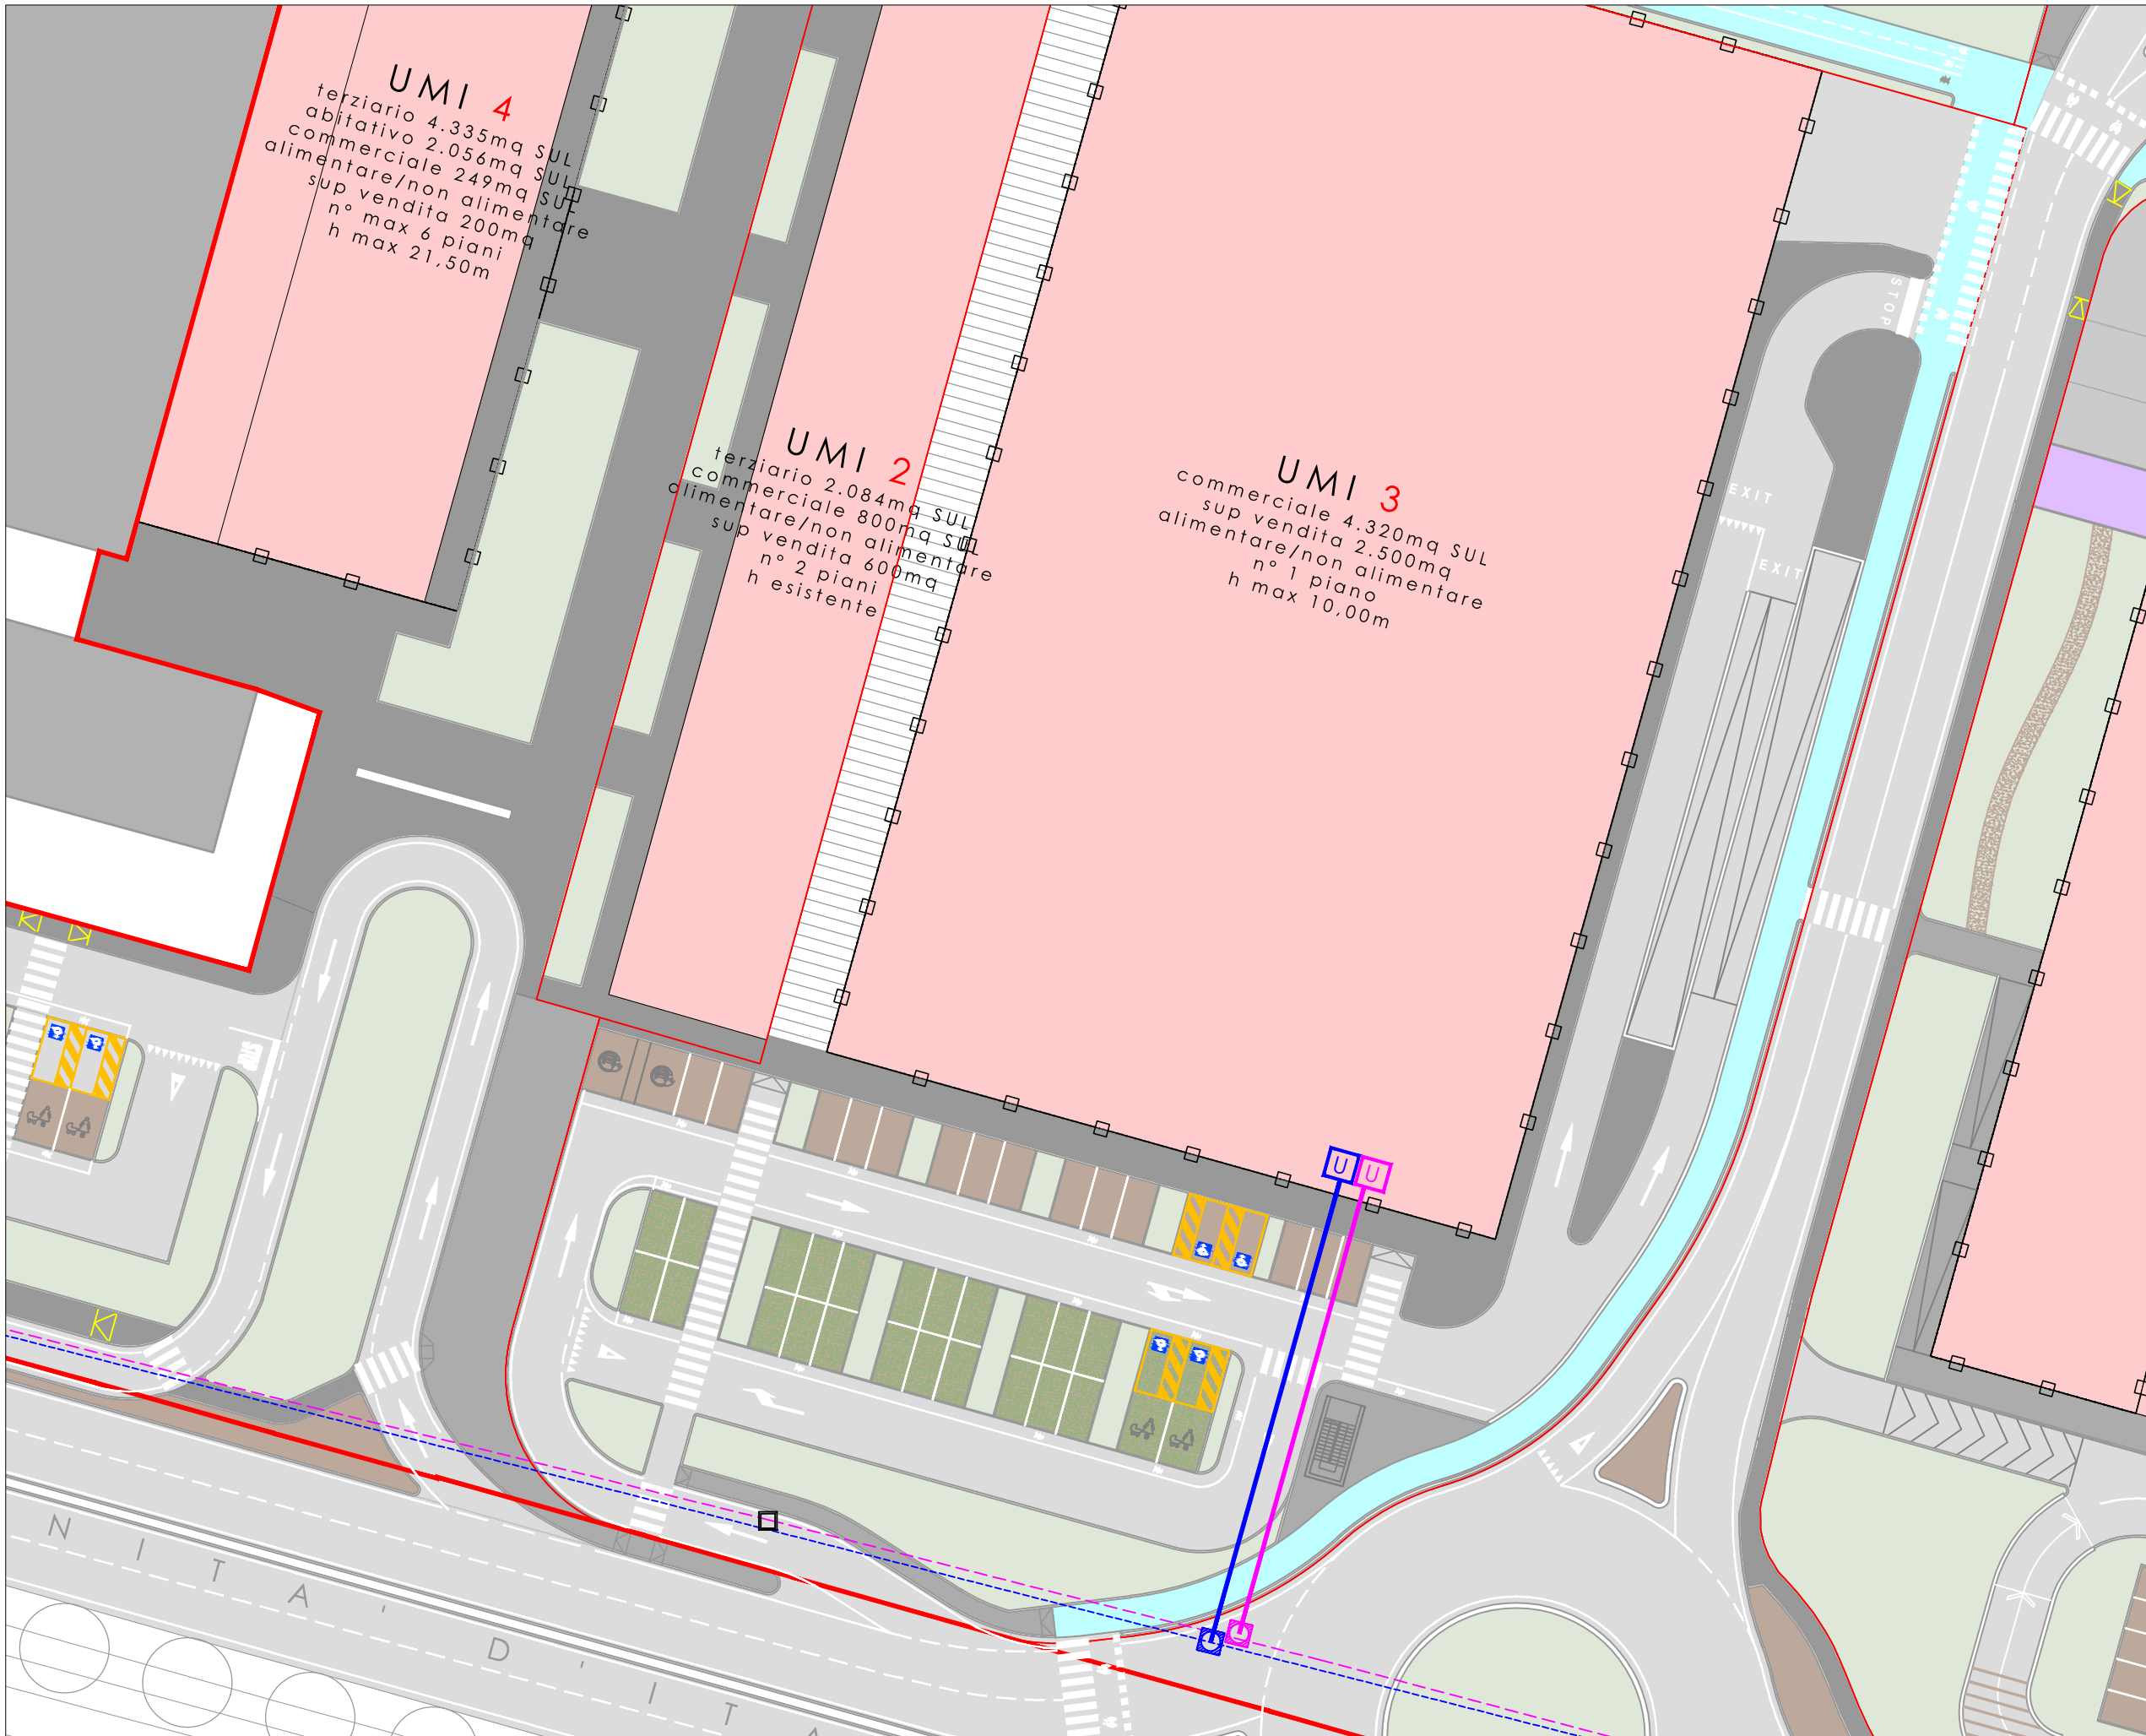 UMI 4
terziario 4.335mq SUL
abitativo 2.056mq SUL
commerciale 249mq SUL
alimentare/non alimentare
sup vendita 200mq
n° max 6 piani
h max 21,50m
UMI 2
terziario 2.084mq SUL
commerciale 800mq SUL
alimentare/non alimentare
sup vendita 600mq
n° 2 piani
h esistente
UMI 3
commerciale 4.320mq SUL
sup vendita 2.500mq
alimentare/non alimentare
n° 1 piano
h max 10,00m
STOP
EXIT
EXIT
U U
NITA' D'ITA